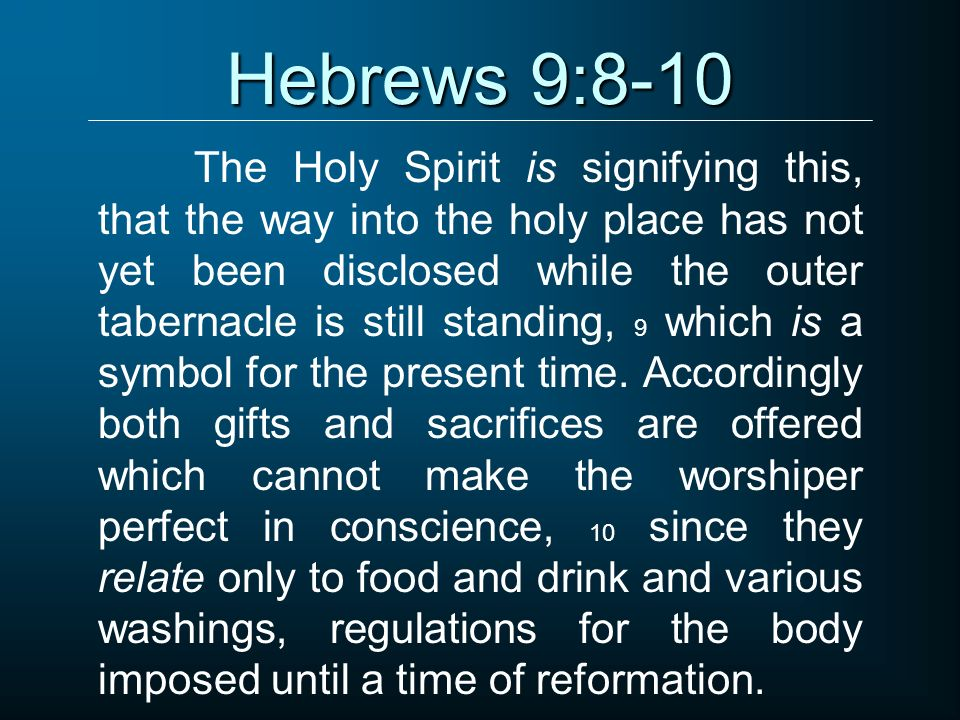 Hebrews 9:8-10
The Holy Spirit is signifying this,
that the way into the holy place has not
yet been disclosed while the outer
tabernacle is still standing, 9 which is a
symbol for the present time. Accordingly
both gifts and sacrifices are offered
which cannot make the worshiper
perfect in conscience, 10 since they
relate only to food and drink and various
washings, regulations for the body
imposed until a time of reformation.